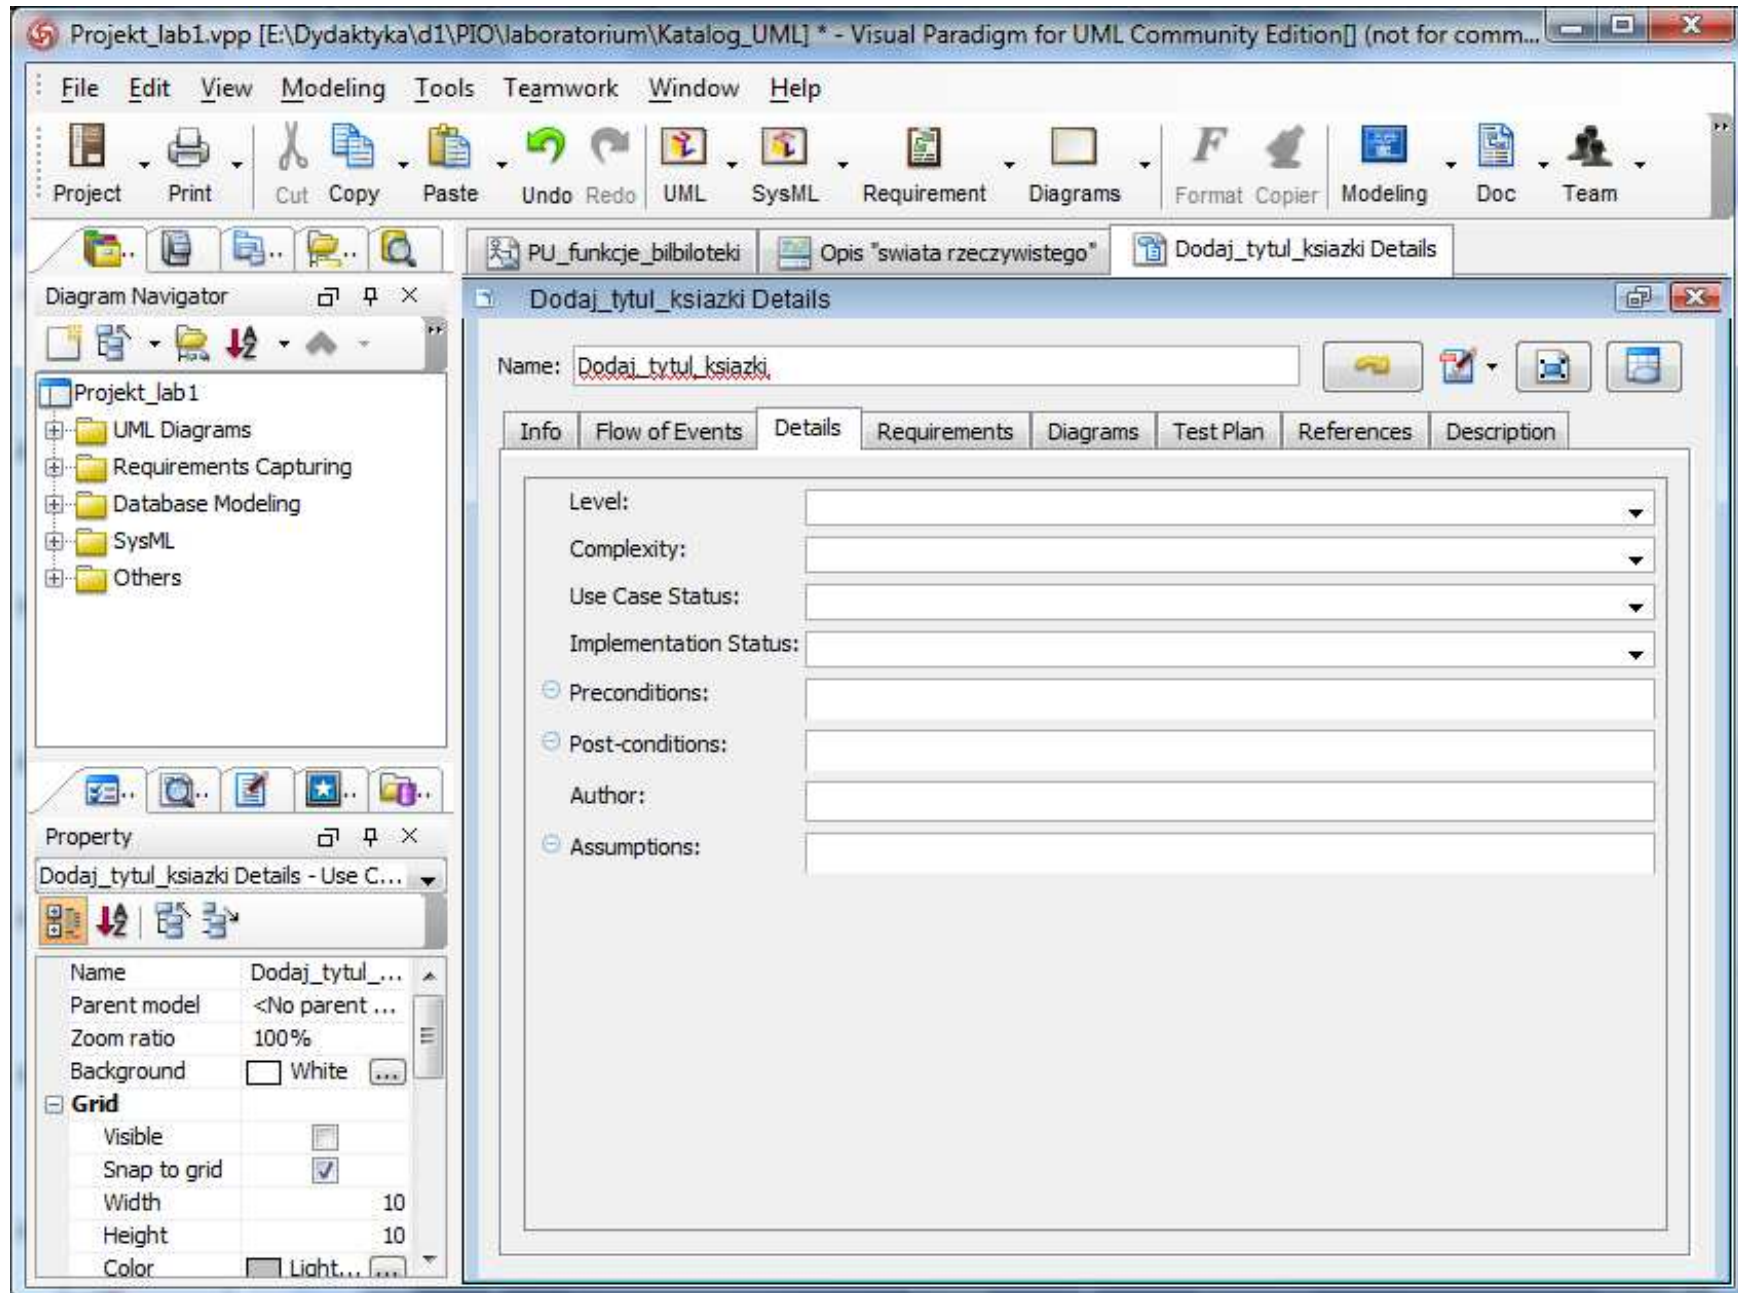 Projekt_lab1.vpp [E:\Dydaktyka\d1\PIO\laboratorium\Katalog_UML] * - Visual Paradigm for UML Community Edition[] (not for comm...
File Edit View Modeling Tools Teamwork Window Help
Project Print Cut Copy Paste Undo Redo UML SysML Requirement Diagrams Format Copier Modeling Doc Team
PU_funkcje_bilbiloteki Opis "swiata rzeczywistego" Dodaj_tytul_ksiazki Details
Diagram Navigator
Projekt_lab1
UML Diagrams
Requirements Capturing
Database Modeling
SysML
Others
Property
Dodaj_tytul_ksiazki Details - Use C...
Name Dodaj_tytul_...
Parent model <No parent ...
Zoom ratio 100%
Background White ...
Grid
Visible
Snap to grid
Width 10
Height 10
Color Light... ...
Dodaj_tytul_ksiazki Details
Name: Dodaj_tytul_ksiazki
Info Flow of Events Details Requirements Diagrams Test Plan References Description
Level:
Complexity:
Use Case Status:
Implementation Status:
Preconditions:
Post-conditions:
Author:
Assumptions: